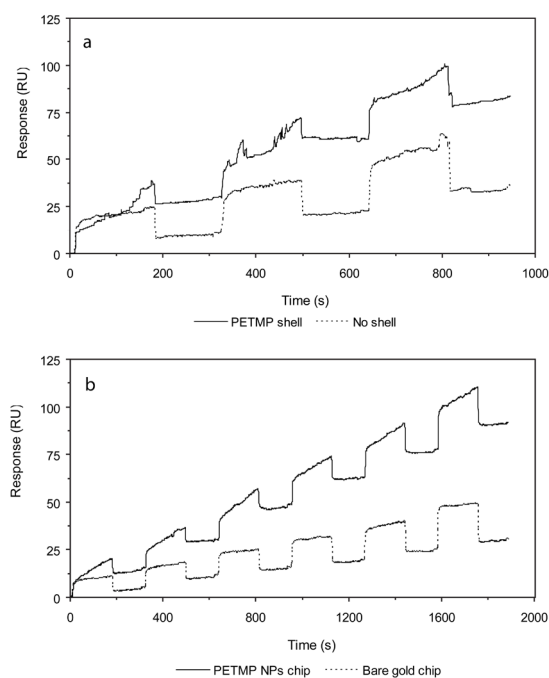 a
125
100
75
50
25
0
Response (RU)
0 200 400 600 800 1000
Time (s)
PETMP shell No shell
b
125
100
75
50
25
0
Response (RU)
0 400 800 1200 1600 2000
Time (s)
PETMP NPs chip Bare gold chip